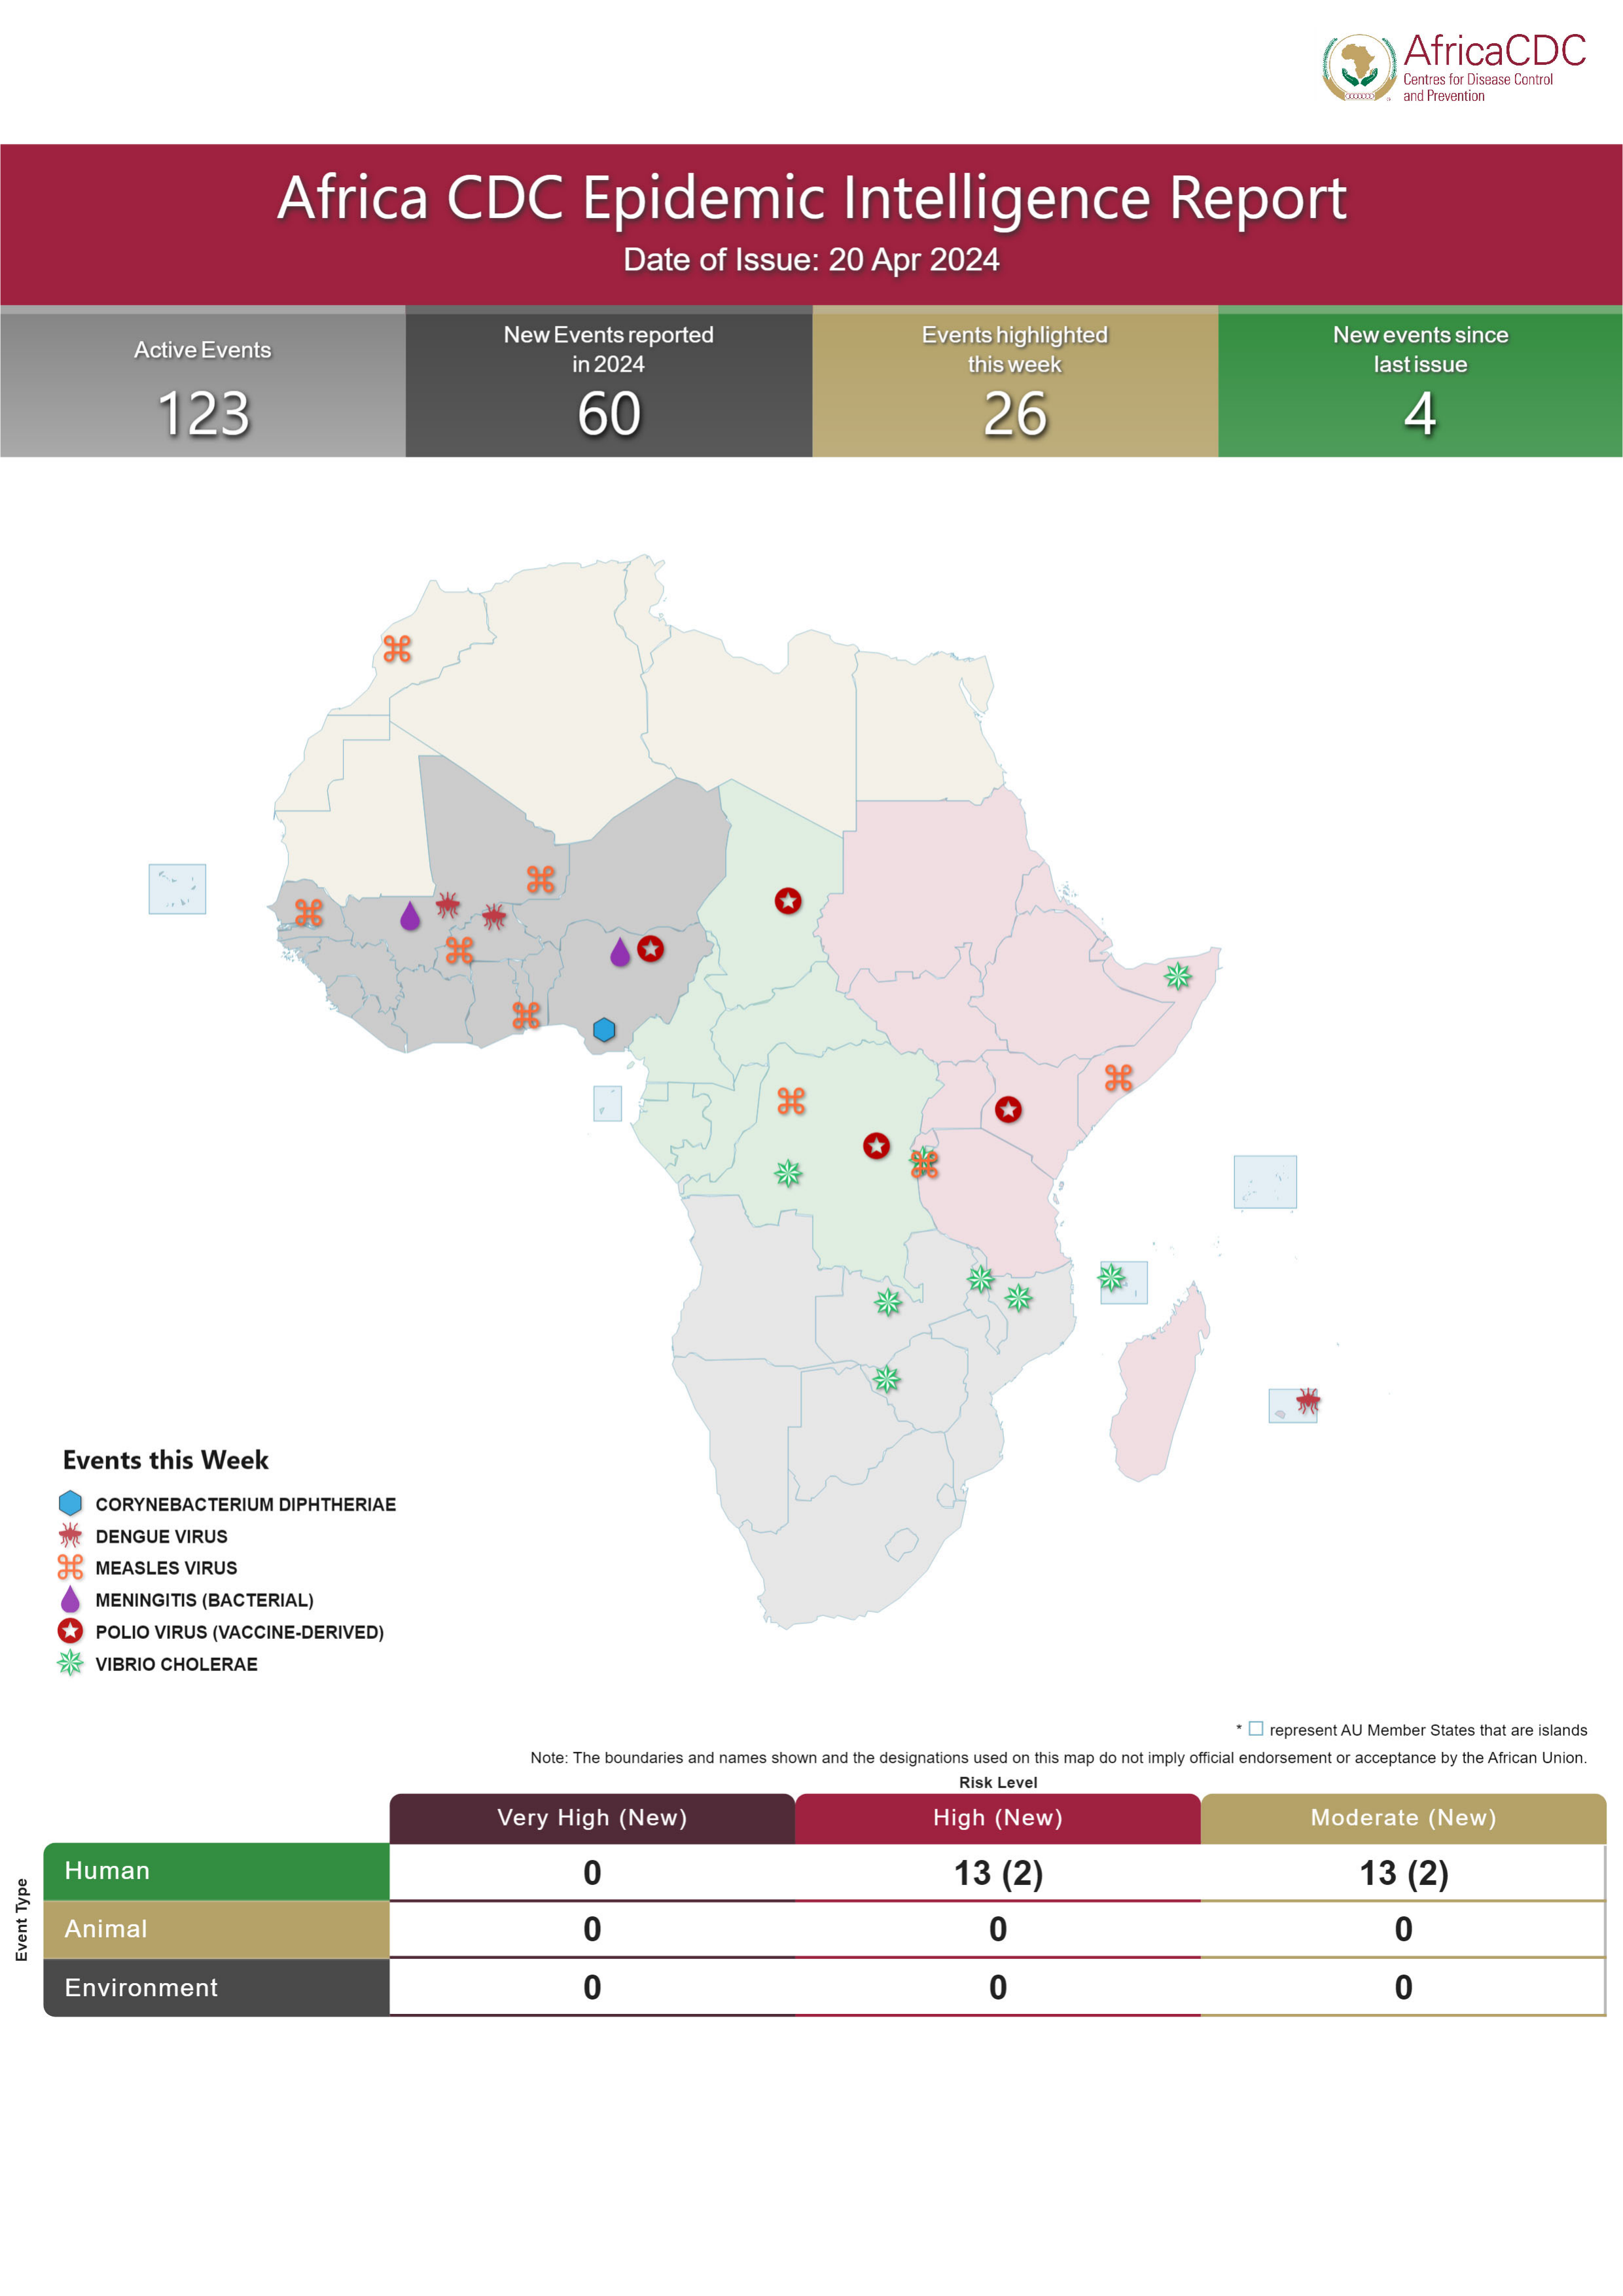 AfricaCDC
Centres for Disease Control
and Prevention
Africa CDC Epidemic Intelligence Report
Date of Issue: 20 Apr 2024
Active Events
123
New Events reported
in 2024
60
Events highlighted
this week
26
New events since
last issue
4
Events this Week
CORYNEBACTERIUM DIPHTHERIAE
DENGUE VIRUS
MEASLES VIRUS
MENINGITIS (BACTERIAL)
POLIO VIRUS (VACCINE-DERIVED)
VIBRIO CHOLERAE
* represent AU Member States that are islands
Note: The boundaries and names shown and the designations used on this map do not imply official endorsement or acceptance by the African Union.
Risk Level
Very High (New) High (New) Moderate (New)
Event Type
Human 0 13 (2) 13 (2)
Animal 0 0 0
Environment 0 0 0